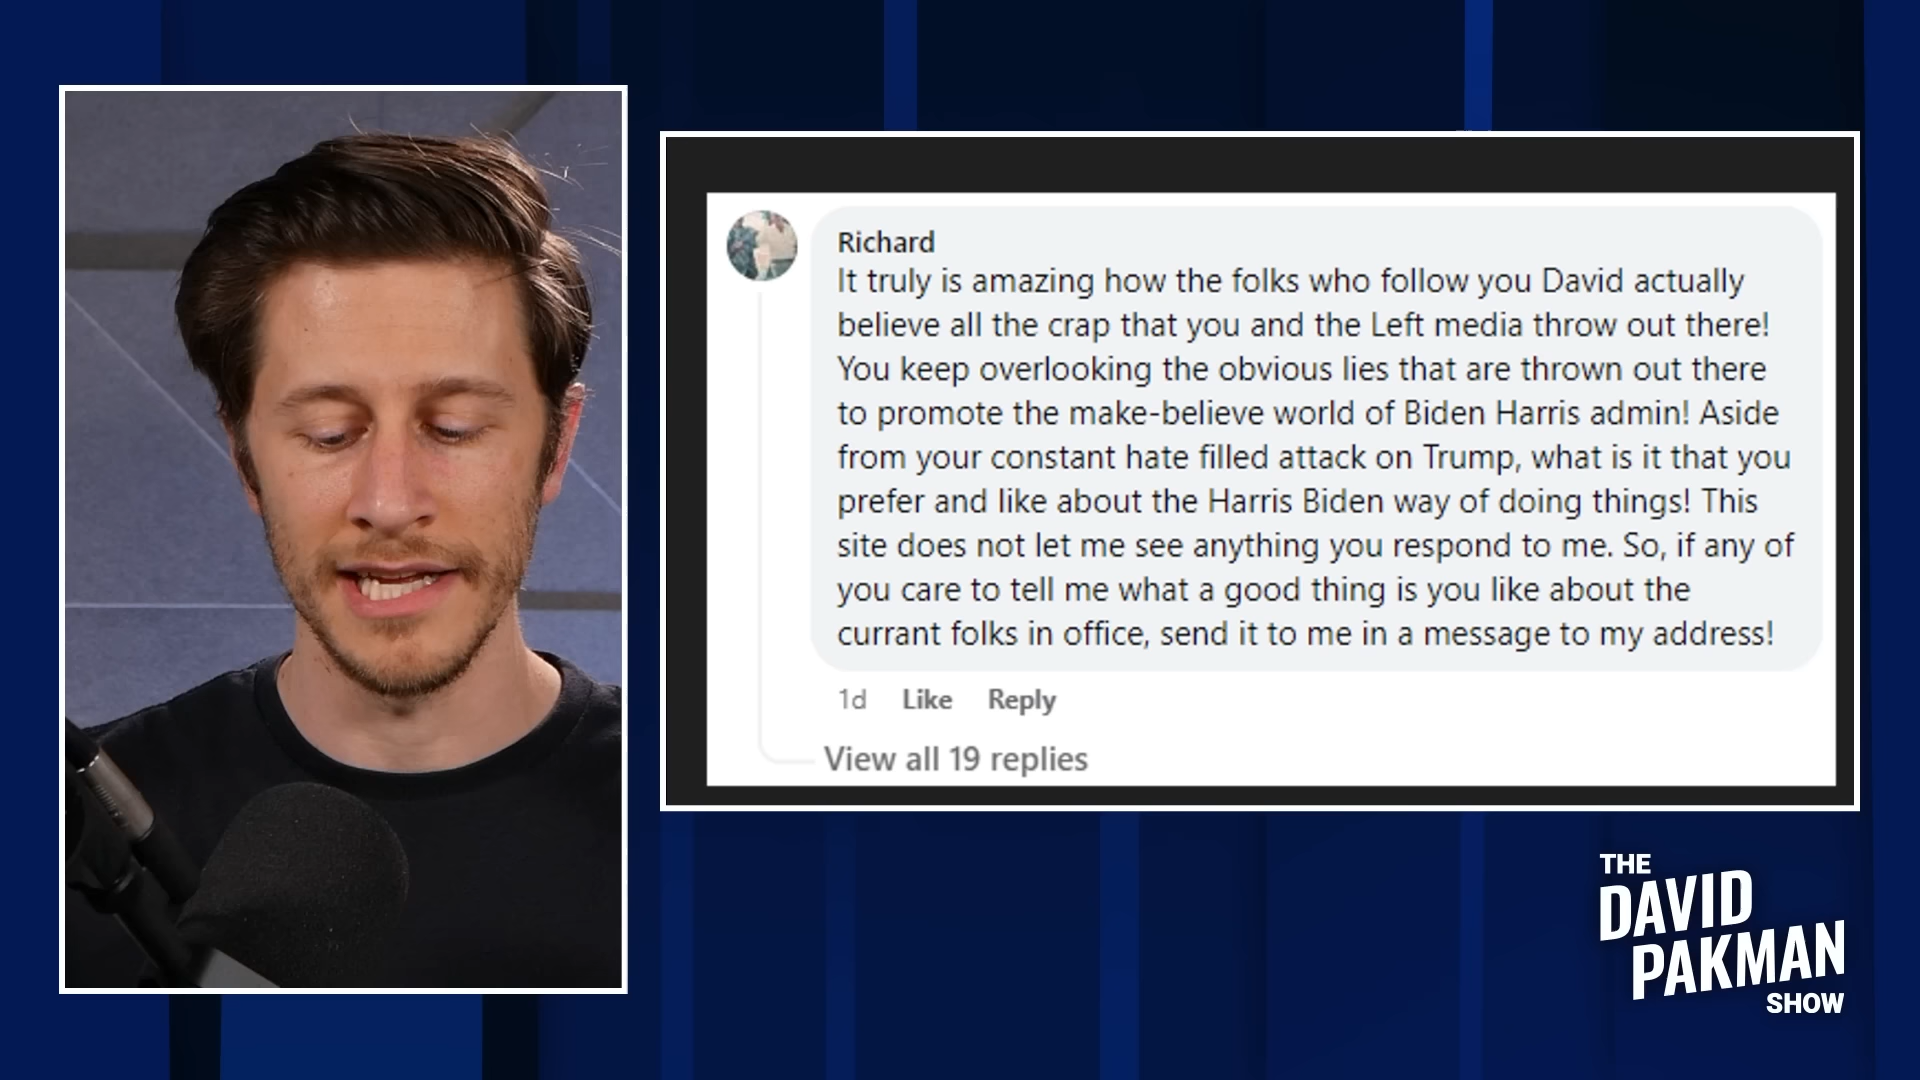 Richard
It truly is amazing how the folks who follow you David actually
believe all the crap that you and the Left media throw out there!
You keep overlooking the obvious lies that are thrown out there
to promote the make-believe world of Biden Harris admin! Aside
from your constant hate filled attack on Trump, what is it that you
prefer and like about the Harris Biden way of doing things! This
site does not let me see anything you respond to me. So, if any of
you care to tell me what a good thing is you like about the
currant folks in office, send it to me in a message to my address!
1d Like Reply
View all 19 replies
THE
DAVID
PAKMAN
SHOW